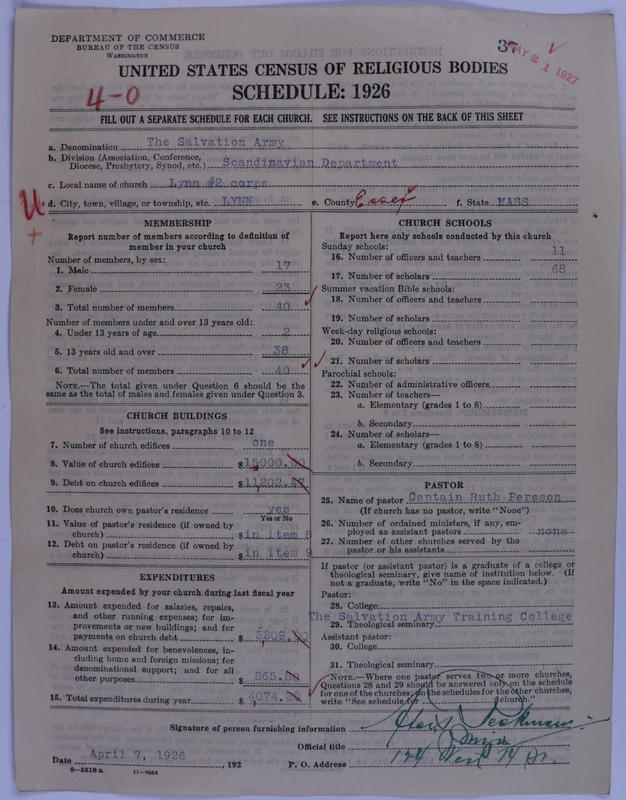 DEPARTMENT OF COMMERCE
BUREAU OF THE CENSUS
WASHINGTON
37
MAY 21 1927
UNITED STATES CENSUS OF RELIGIOUS BODIES
SCHEDULE: 1926
4-0
FILL OUT A SEPARATE SCHEDULE FOR EACH CHURCH. SEE INSTRUCTIONS ON THE BACK OF THIS SHEET
a. Denomination The Salvation Army
b. Division (Association, Conference, Diocese, Presbytery, Synod, etc.) Scandinavian Department
c. Local name of church Lynn #2 corps
d. City, town, village, or township, etc. LYNN e. County Essex f. State MASS
U
+
MEMBERSHIP
Report number of members according to definition of
member in your church
Number of members, by sex:
1. Male 17
2. Female 23
3. Total number of members 40
Number of members under and over 13 years old:
4. Under 13 years of age 2
5. 13 years old and over 38
6. Total number of members 40
NOTE.—The total given under Question 6 should be the
same as the total of males and females given under Question 3.
CHURCH BUILDINGS
See instructions, paragraphs 10 to 12
7. Number of church edifices one
8. Value of church edifices $15000.00
9. Debt on church edifices $11202.47
10. Does church own pastor's residence? yes
Yes or No
11. Value of pastor's residence (if owned by
church) $in item 8
12. Debt on pastor's residence (if owned by
church) $in item 9
EXPENDITURES
Amount expended by your church during last fiscal year
13. Amount expended for salaries, repairs,
and other running expenses; for im-
provements or new buildings; and for
payments on church debt $3208.
14. Amount expended for benevolences, in-
cluding home and foreign missions; for
denominational support; and for all
other purposes 865.
15. Total expenditures during year $4074.
CHURCH SCHOOLS
Report here only schools conducted by this church
Sunday schools:
16. Number of officers and teachers 11
17. Number of scholars 68
Summer vacation Bible schools:
18. Number of officers and teachers
19. Number of scholars
Week-day religious schools:
20. Number of officers and teachers
21. Number of scholars
Parochial schools:
22. Number of administrative officers
23. Number of teachers—
a. Elementary (grades 1 to 8)
b. Secondary
24. Number of scholars—
a. Elementary (grades 1 to 8)
b. Secondary
PASTOR
25. Name of pastor Captain Ruth Persson
(If church has no pastor, write "None")
26. Number of ordained ministers, if any, em-
ployed as assistant pastors none
27. Number of other churches served by the
pastor or his assistants
If pastor (or assistant pastor) is a graduate of a college or
theological seminary, give name of institution below. (If
not a graduate, write "No" in the space indicated.)
Pastor:
28. College
The Salvation Army Training College
29. Theological seminary
Assistant pastor:
30. College
31. Theological seminary
NOTE.—Where one pastor serves two or more churches,
Questions 28 and 29 should be answered only on the schedule
for one of the churches; on the schedules for the other churches,
write "See schedule for church."
Signature of person furnishing information
Official title
Date April 7, 1926, 192 P. O. Address 124 West 14 St.
8-5518a 11-9684